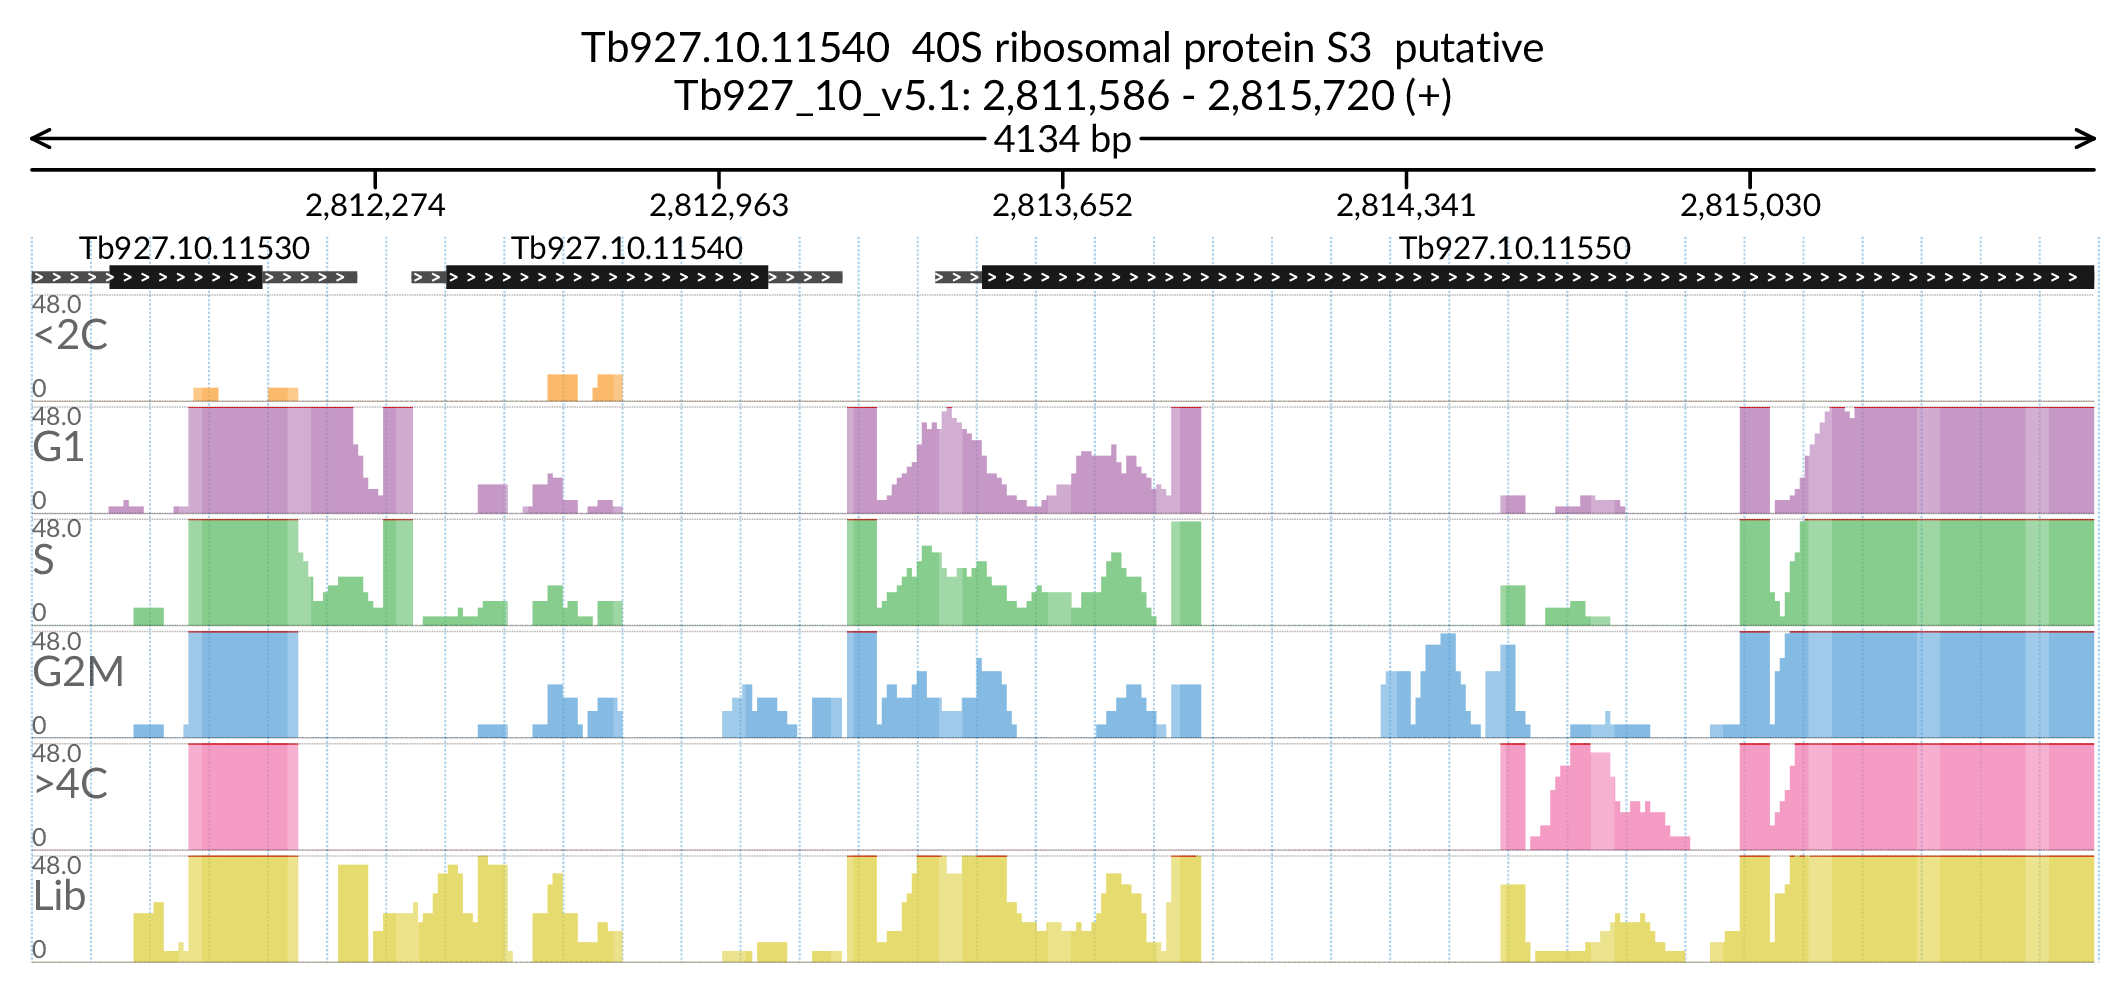 Tb927.10.11540  40S ribosomal protein S3  putative
Tb927_10_v5.1: 2,811,586 - 2,815,720 (+)
4134 bp
2,812,274 2,812,963 2,813,652 2,814,341 2,815,030
Tb927.10.11530 Tb927.10.11540 Tb927.10.11550
48.0
<2C
0
48.0
G1
0
48.0
S
0
48.0
G2M
0
48.0
>4C
0
48.0
Lib
0